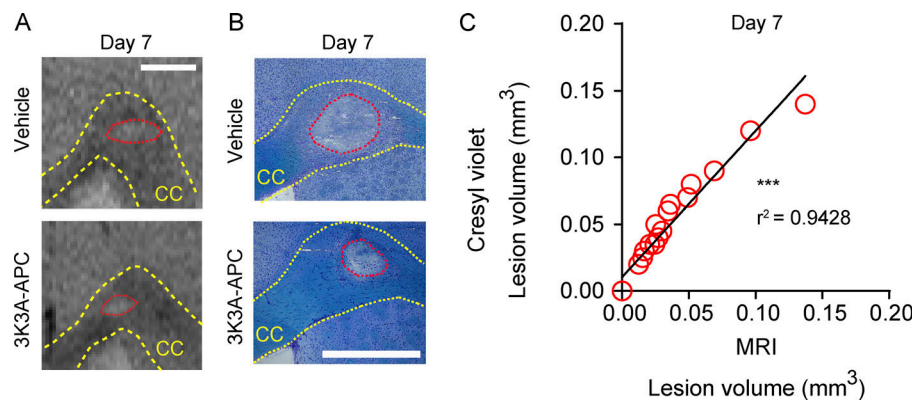 A
Day 7
Vehicle
CC
3K3A-APC
CC
B
Day 7
Vehicle
CC
3K3A-APC
CC
C
Day 7
Cresyl violet
Lesion volume (mm3)
0.20
0.15
0.10
0.05
0.00
***
r2 = 0.9428
0.00 0.05 0.10 0.15 0.20
MRI
Lesion volume (mm3)